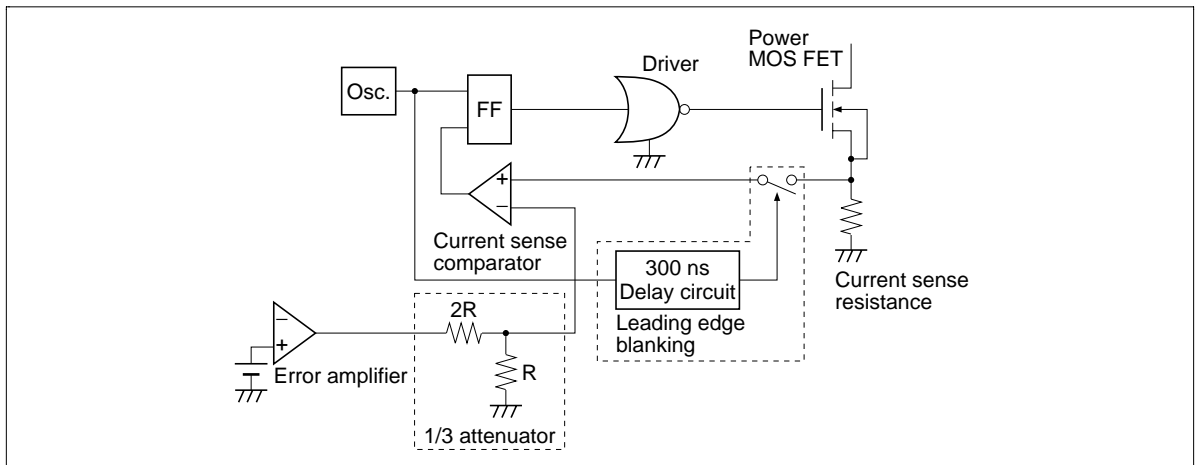 Power
MOS FET
Driver
Osc.
FF
+
−
Current sense
comparator
300 ns
Delay circuit
Current sense
resistance
Leading edge
blanking
2R
−
+
R
Error amplifier
1/3 attenuator